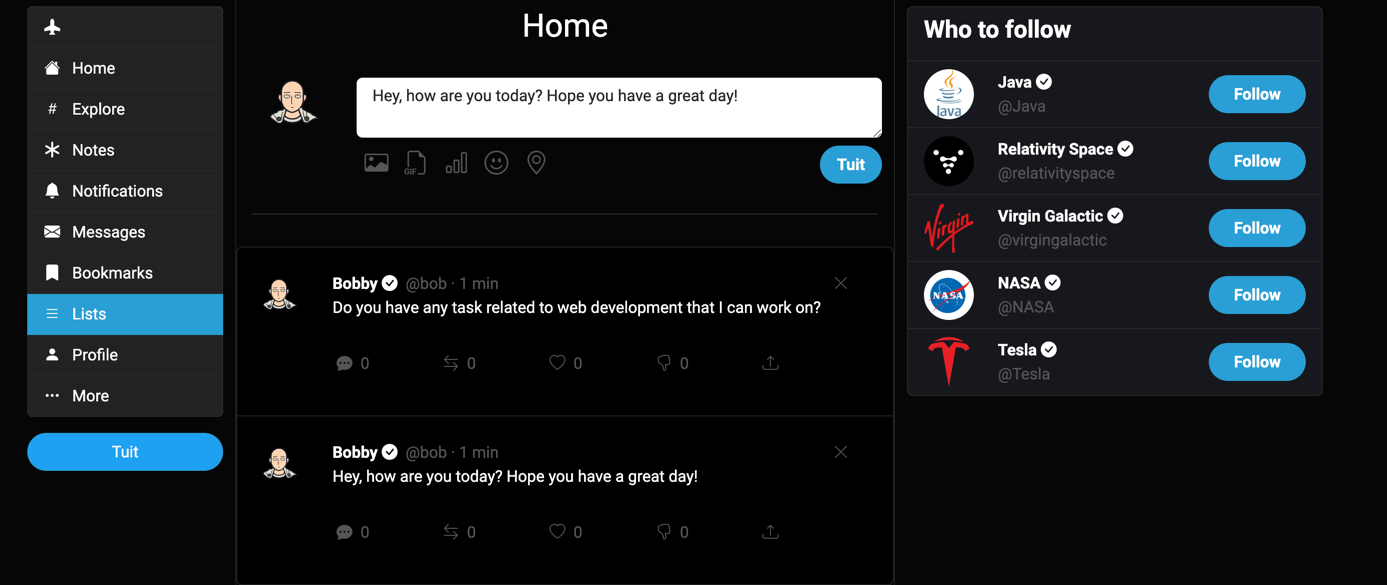 Home
# Explore
Notes
Notifications
Messages
Bookmarks
Lists
Profile
More
Tuit
Home
Hey, how are you today? Hope you have a great day!
GIF
Tuit
Bobby @bob · 1 min
Do you have any task related to web development that I can work on?
0 0 0 0
Bobby @bob · 1 min
Hey, how are you today? Hope you have a great day!
0 0 0 0
Who to follow
Java
Java
@Java
Follow
Relativity Space
@relativityspace
Follow
Virgin
Virgin Galactic
@virgingalactic
Follow
NASA
NASA
@NASA
Follow
Tesla
@Tesla
Follow